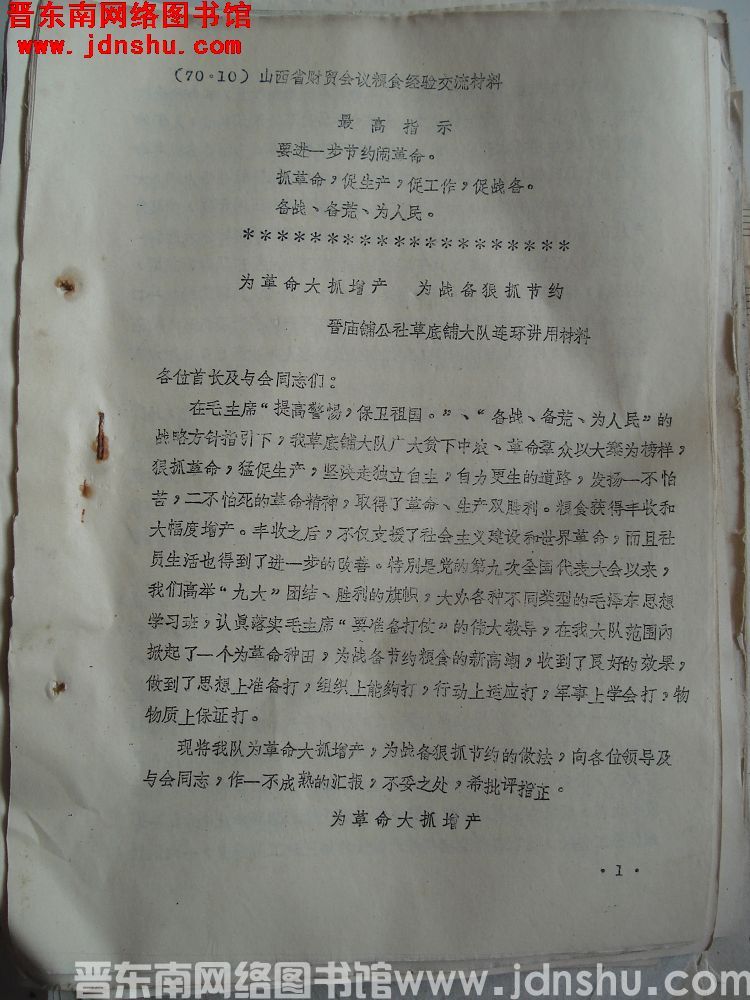 晋东南网络图书馆
www.jdnshu.com
（70·10）山西省财贸会议粮食经验交流材料
最高指示
要进一步节约闹革命。
抓革命，促生产，促工作，促战备。
备战、备荒、为人民。
********************
为革命大抓增产 为战备狠抓节约
晋庙铺公社草底铺大队连环讲用材料
各位首长及与会同志们：
在毛主席“提高警惕，保卫祖国。”、“备战、备荒、为人民”的
战略方针指引下，我草底铺大队广大贫下中农、革命群众以大寨为榜样，
狠抓革命，猛促生产，坚决走独立自主，自力更生的道路，发扬一不怕
苦，二不怕死的革命精神，取得了革命、生产双胜利。粮食获得丰收和
大幅度增产。丰收之后，不仅支援了社会主义建设和世界革命，而且社
员生活也得到了进一步的改善。特别是党的第九次全国代表大会以来，
我们高举“九大”团结、胜利的旗帜，大办各种不同类型的毛泽东思想
学习班，认真落实毛主席“要准备打仗”的伟大教导，在我大队范围内
掀起了一个为革命种田，为战备节约粮食的新高潮，收到了良好的效果，
做到了思想上准备打，组织上能够打，行动上适应打，军事上学会打，物
物质上保证打。
现将我队为革命大抓增产，为战备狠抓节约的做法，向各位领导及
与会同志，作一不成熟的汇报，不妥之处，希批评指正。
为革命大抓增产
·1·
晋东南网络图书馆www.jdnshu.com